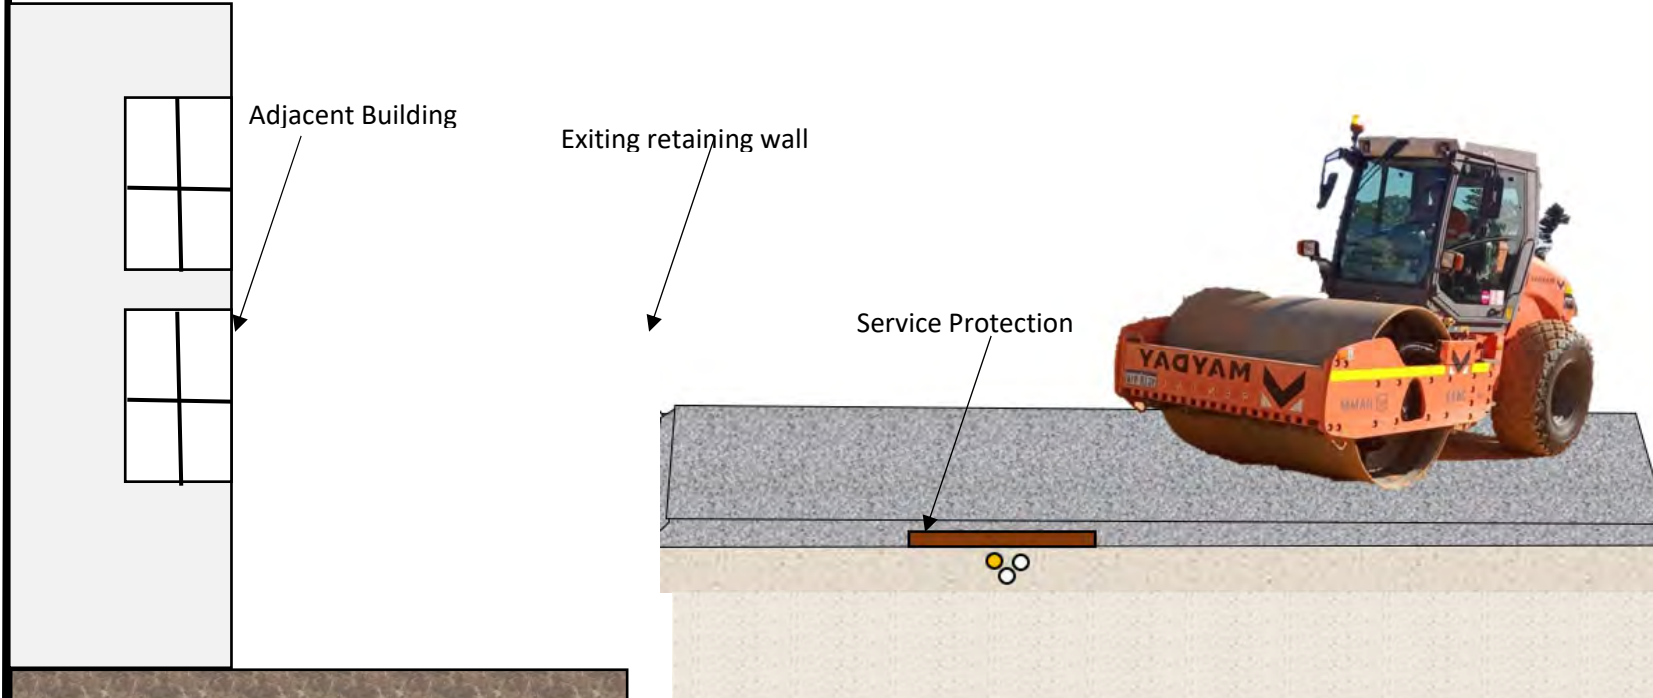 Adjacent Building
Exiting retaining wall
Service Protection
MAYDAY